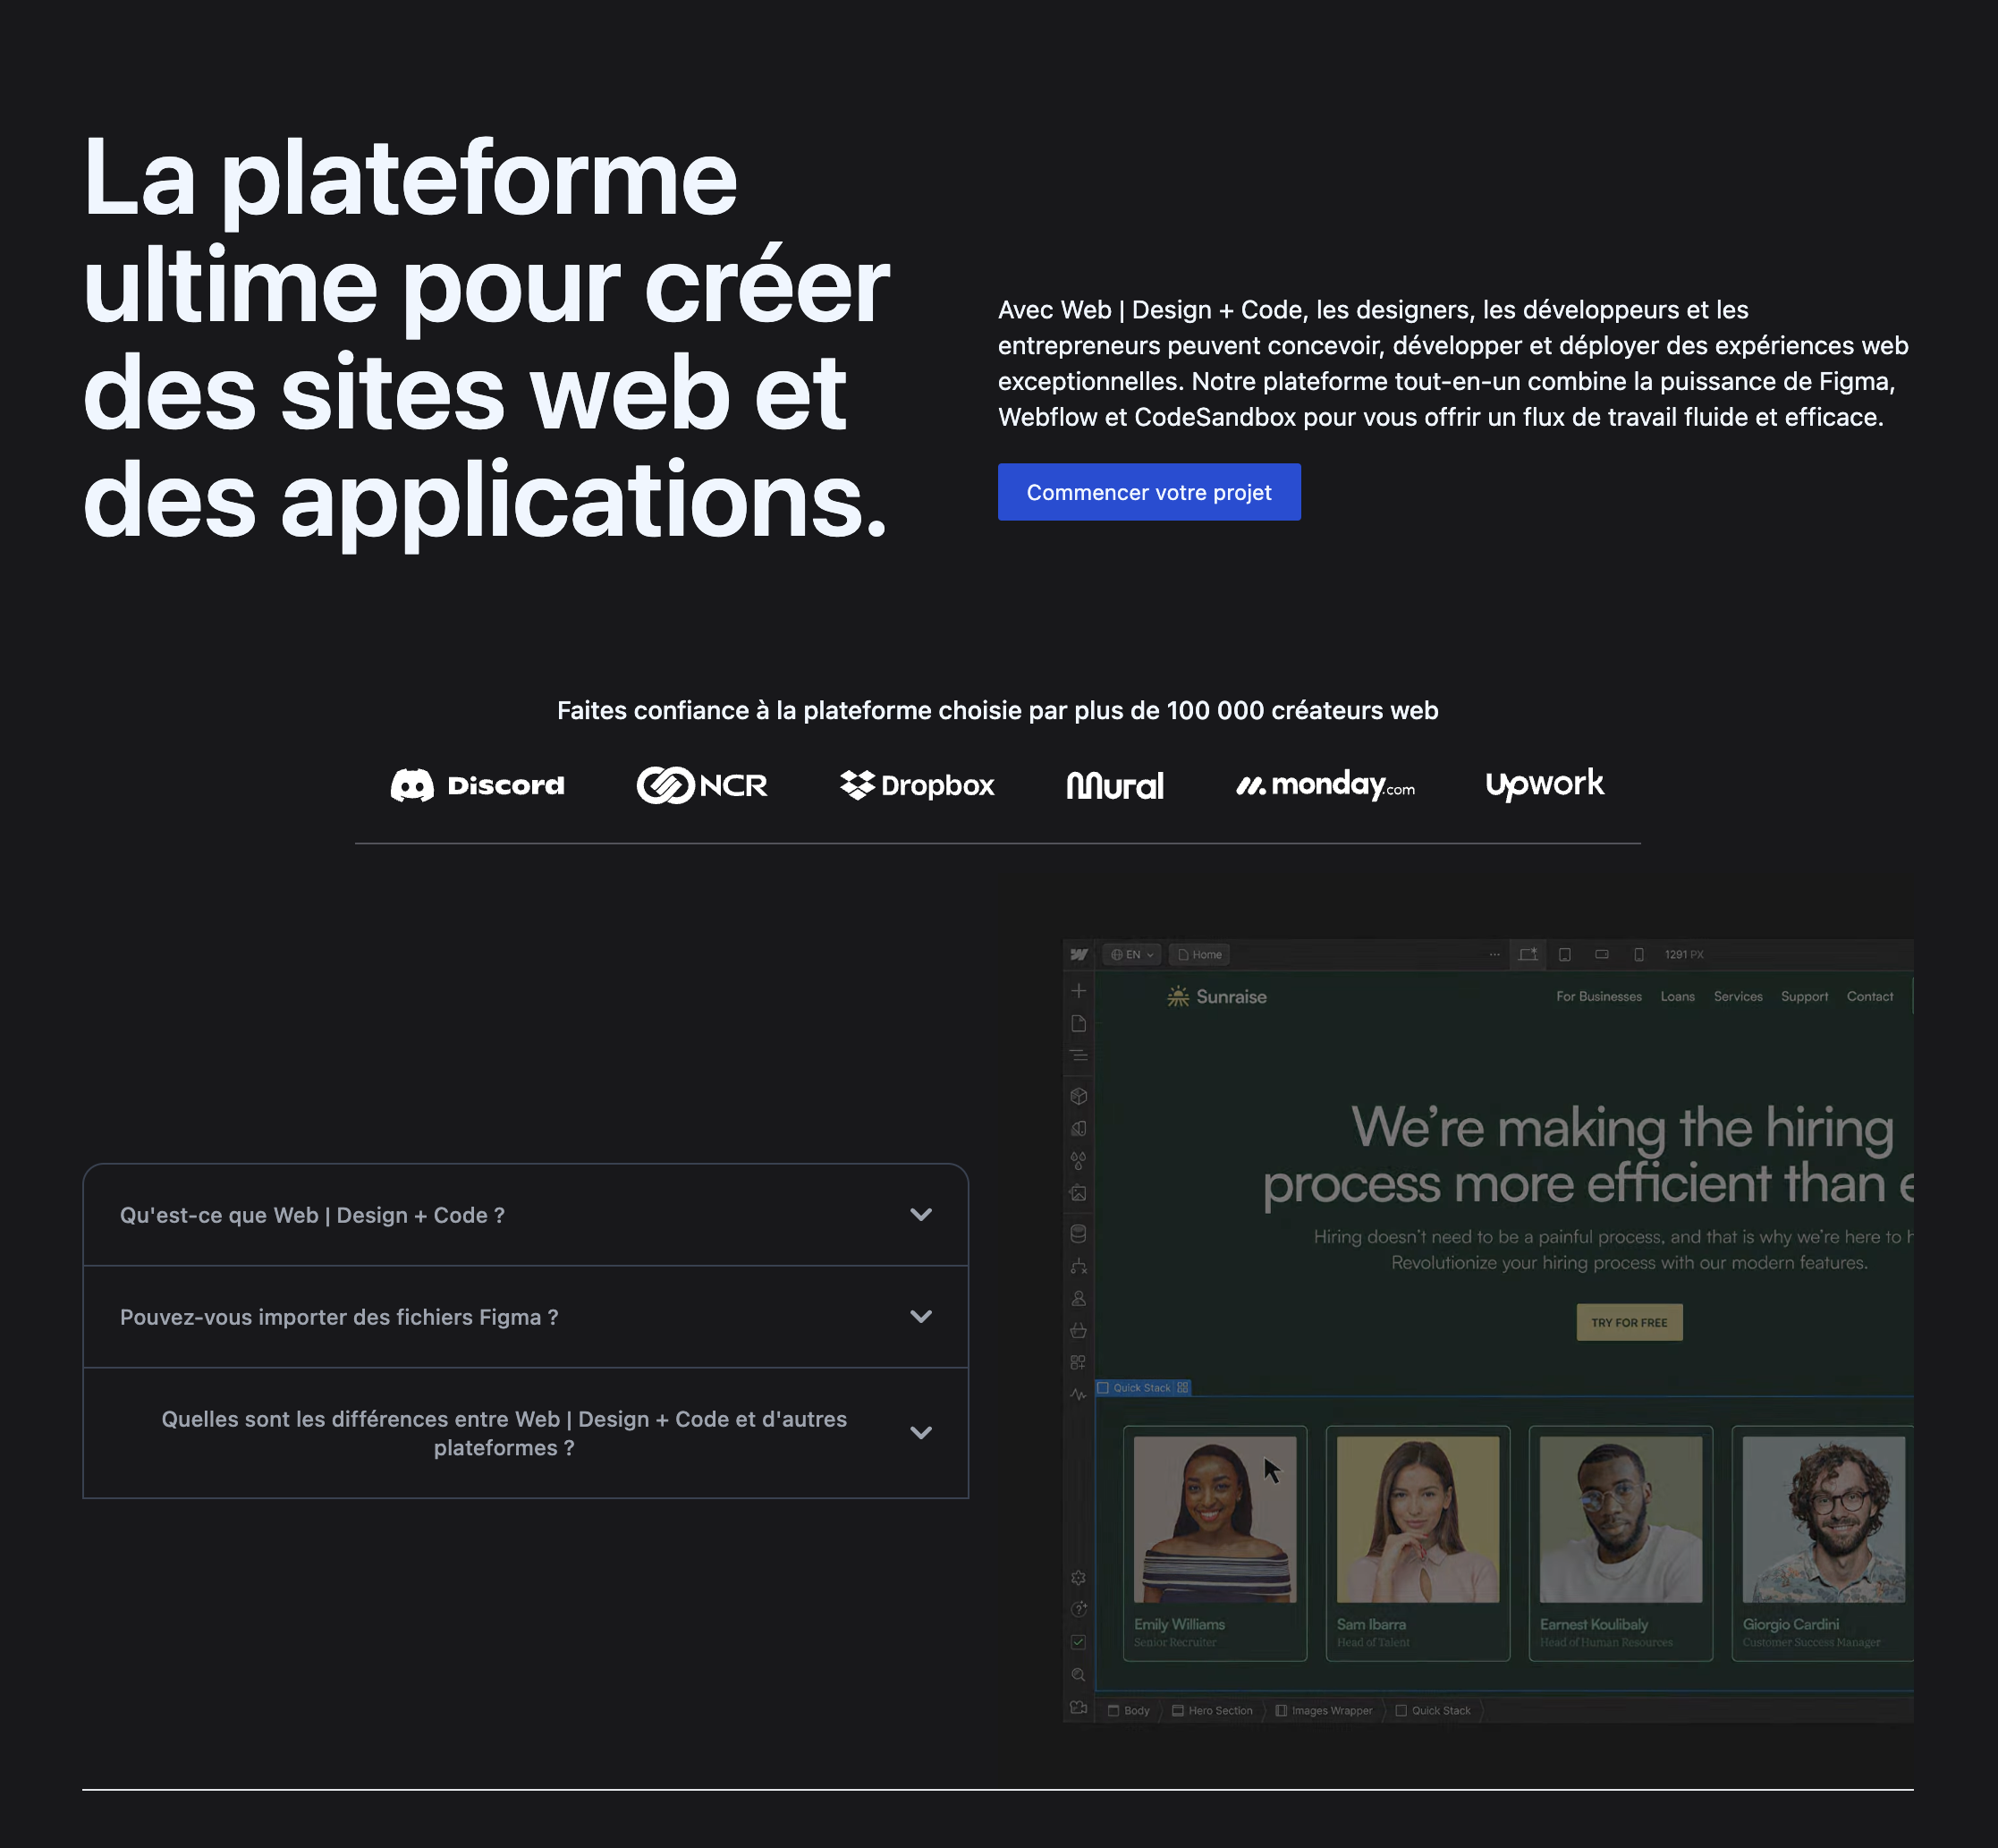 La plateforme
ultime pour créer
des sites web et
des applications.
Avec Web | Design + Code, les designers, les développeurs et les
entrepreneurs peuvent concevoir, développer et déployer des expériences web
exceptionnelles. Notre plateforme tout-en-un combine la puissance de Figma,
Webflow et CodeSandbox pour vous offrir un flux de travail fluide et efficace.
Commencer votre projet
Faites confiance à la plateforme choisie par plus de 100 000 créateurs web
Discord NCR Dropbox Mural monday.com upwork
Qu'est-ce que Web | Design + Code ?
Pouvez-vous importer des fichiers Figma ?
Quelles sont les différences entre Web | Design + Code et d'autres
plateformes ?
EN Home 1291 PX
Sunraise For Businesses Loans Services Support Contact
We're making the hiring
process more efficient than e
Hiring doesn't need to be a painful process, and that is why we're here to h
Revolutionize your hiring process with our modern features.
TRY FOR FREE
Quick Stack
Emily Williams Sam Ibarra Earnest Koulibaly Giorgio Cardini
Senior Recruiter Head of Talent Head of Human Resources Customer Success Manager
Body Hero Section Images Wrapper Quick Stack